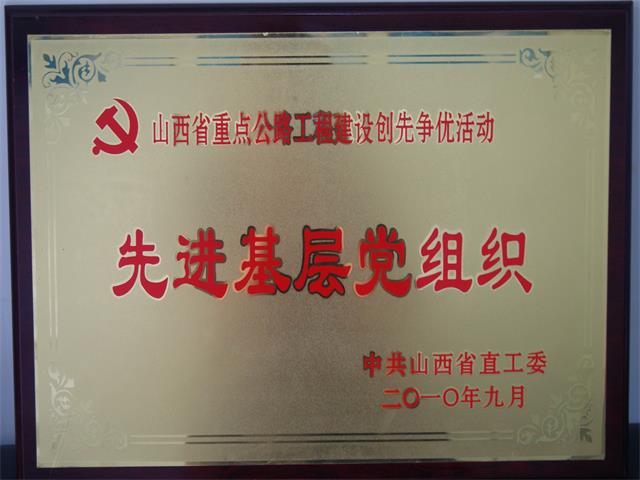 山西省重点公路工程建设创先争优活动
先进基层党组织
中共山西省直工委
二〇一〇年九月